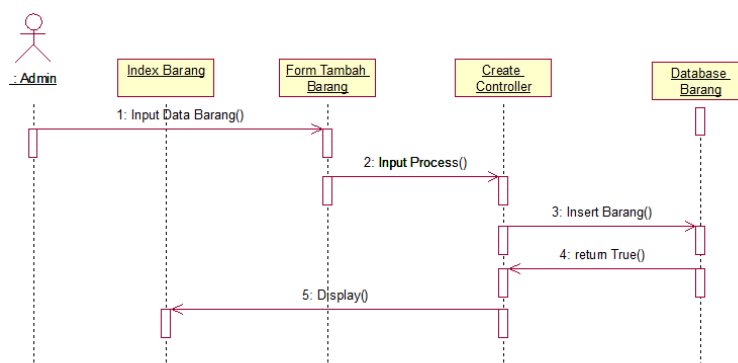 : Admin
Index Barang
Form Tambah
Barang
Create
Controller
Database
Barang
1: Input Data Barang()
2: Input Process()
3: Insert Barang()
4: return True()
5: Display()